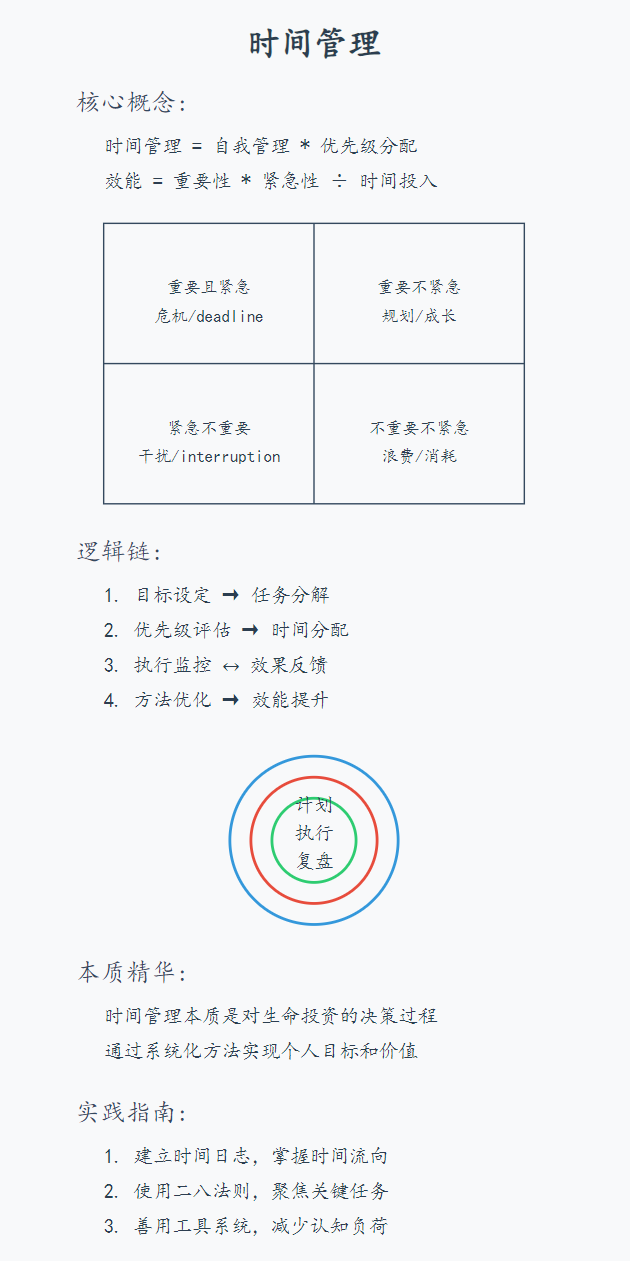 时间管理
核心概念:
时间管理 = 自我管理 * 优先级分配
效能 = 重要性 * 紧急性 ÷ 时间投入
重要且紧急
危机/deadline
重要不紧急
规划/成长
紧急不重要
干扰/interruption
不重要不紧急
浪费/消耗
逻辑链:
1. 目标设定 → 任务分解
2. 优先级评估 → 时间分配
3. 执行监控 ↔ 效果反馈
4. 方法优化 → 效能提升
计划
执行
复盘
本质精华:
时间管理本质是对生命投资的决策过程
通过系统化方法实现个人目标和价值
实践指南:
1. 建立时间日志，掌握时间流向
2. 使用二八法则，聚焦关键任务
3. 善用工具系统，减少认知负荷